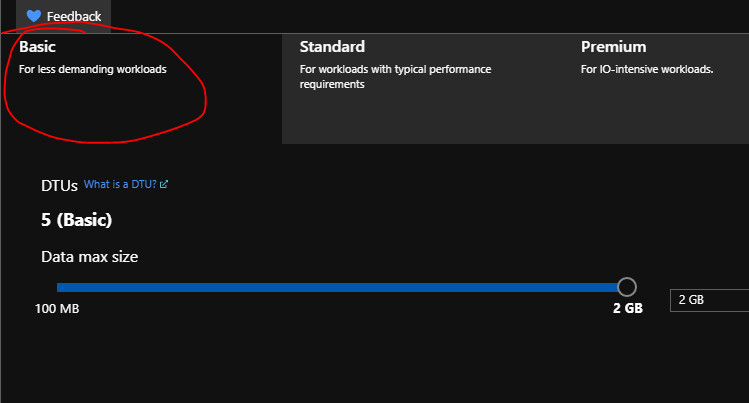 Feedback
Basic
For less demanding workloads
Standard
For workloads with typical performance
requirements
Premium
For IO-intensive workloads.
DTUs What is a DTU?
5 (Basic)
Data max size
100 MB
2 GB
2 GB